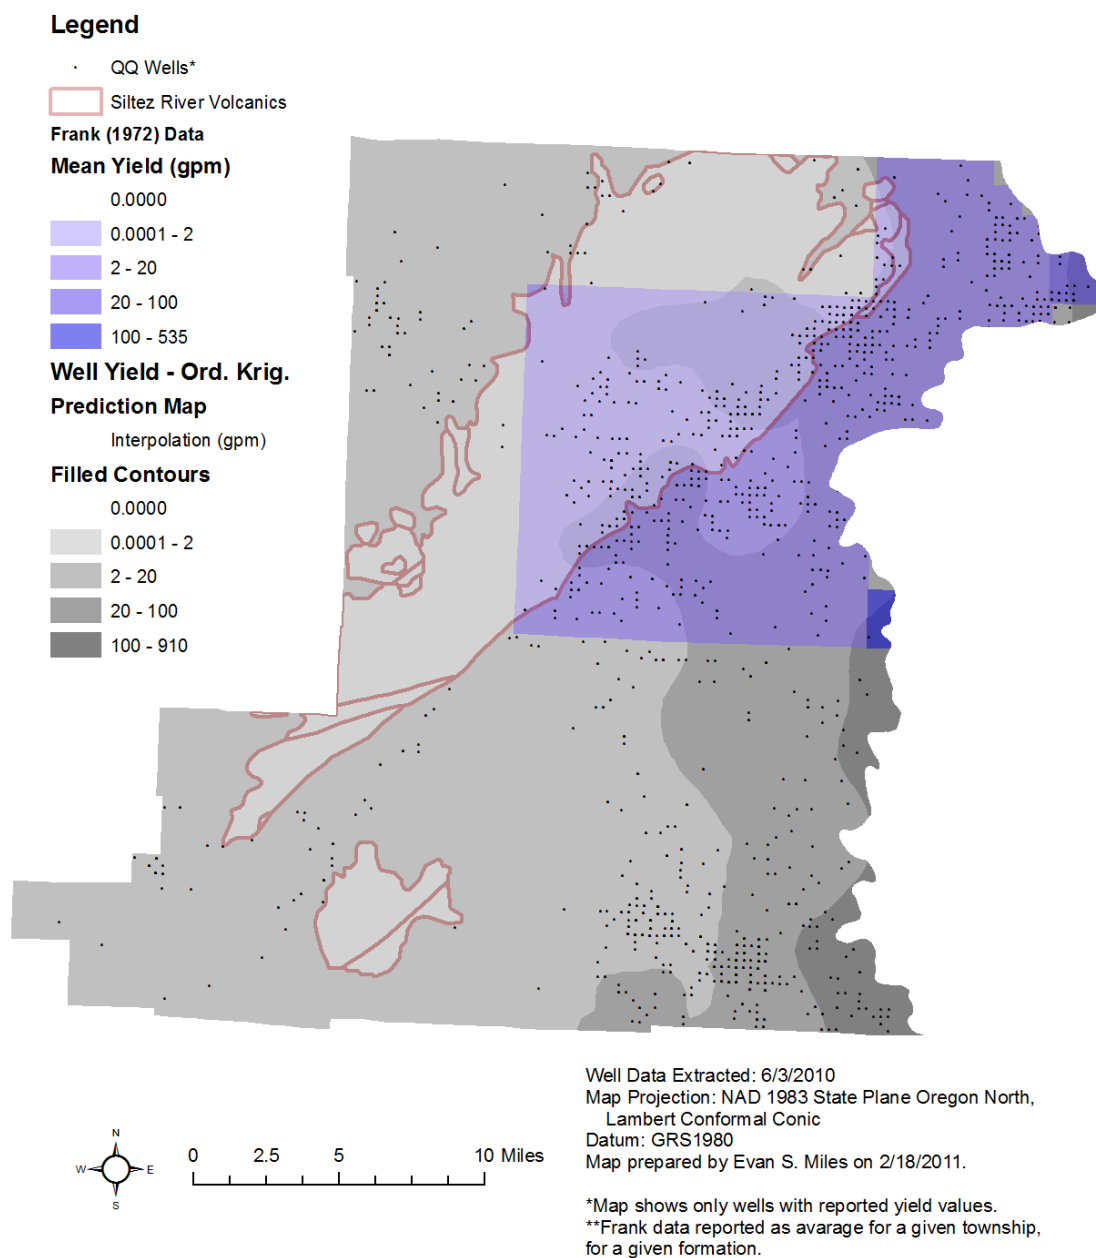 Legend
QQ Wells*
Siltez River Volcanics
Frank (1972) Data
Mean Yield (gpm)
0.0000
0.0001 - 2
2 - 20
20 - 100
100 - 535
Well Yield - Ord. Krig.
Prediction Map
Interpolation (gpm)
Filled Contours
0.0000
0.0001 - 2
2 - 20
20 - 100
100 - 910
Well Data Extracted: 6/3/2010
Map Projection: NAD 1983 State Plane Oregon North,
Lambert Conformal Conic
Datum: GRS1980
Map prepared by Evan S. Miles on 2/18/2011.
*Map shows only wells with reported yield values.
**Frank data reported as avarage for a given township,
for a given formation.
N
W E
S
0 2.5 5 10 Miles